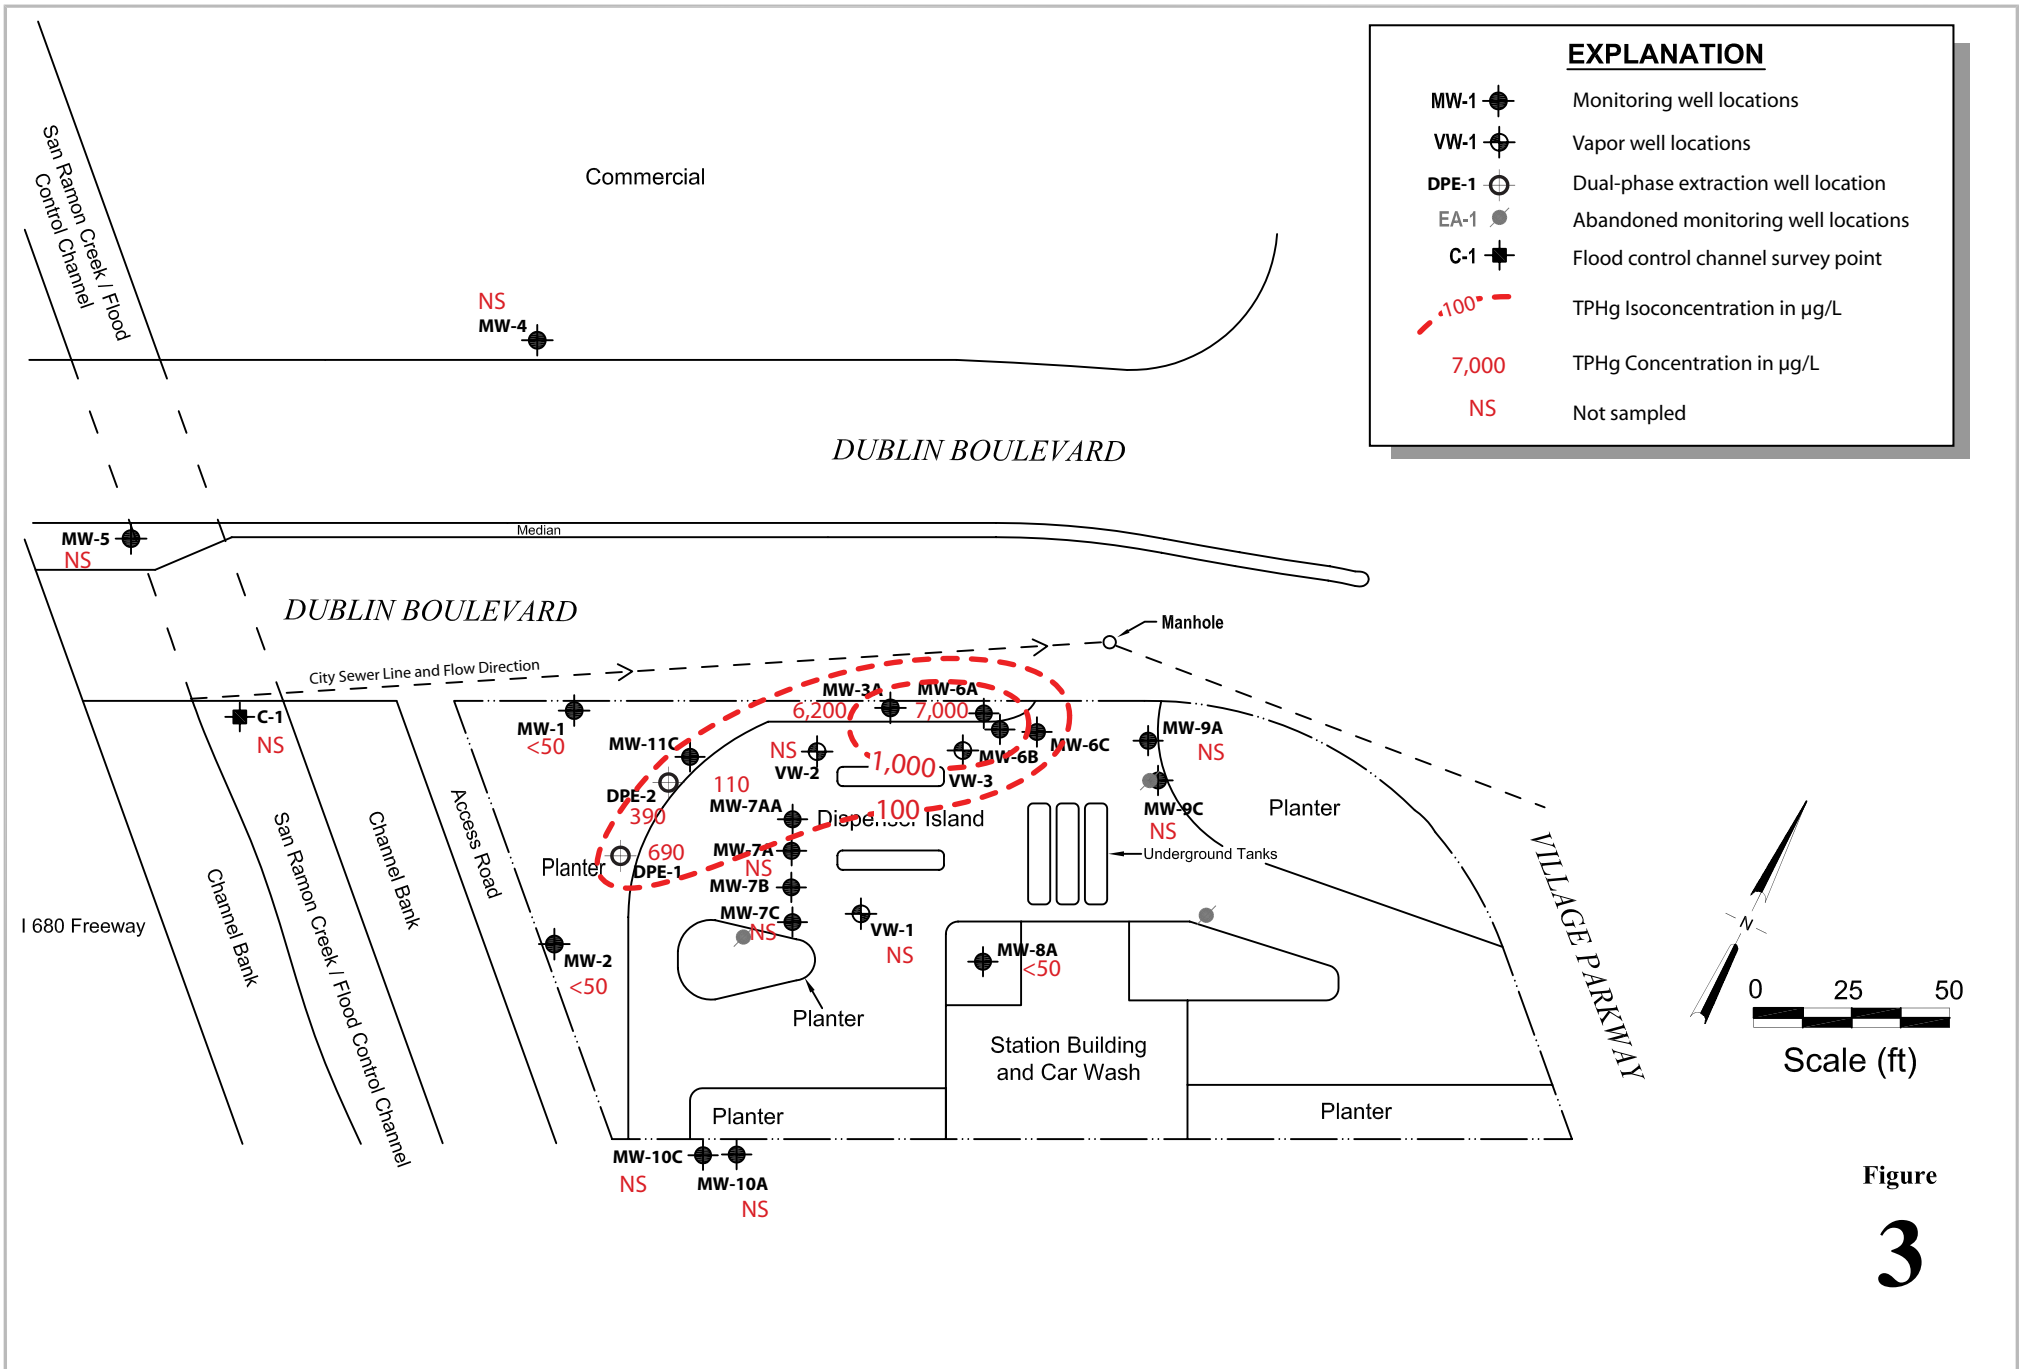 EXPLANATION
MW-1 Monitoring well locations
VW-1 Vapor well locations
DPE-1 Dual-phase extraction well location
EA-1 Abandoned monitoring well locations
C-1 Flood control channel survey point
100 TPHg Isoconcentration in µg/L
7,000 TPHg Concentration in µg/L
NS Not sampled
San Ramon Creek / Flood
Control Channel
Commercial
NS
MW-4
DUBLIN BOULEVARD
MW-5
NS
Median
DUBLIN BOULEVARD
Manhole
City Sewer Line and Flow Direction
C-1
NS
MW-1
<50
MW-3A
6,200
MW-6A
7,000
MW-11C
NS
VW-2
1,000
MW-6B
MW-6C
VW-3
MW-9A
NS
DPE-2
390
110
MW-7AA
100
Dispenser Island
MW-9C
NS
Planter
690
DPE-1
Planter
MW-7A
NS
Underground Tanks
MW-7B
MW-7C
NS
VW-1
NS
MW-8A
<50
MW-2
<50
Planter
Station Building
and Car Wash
Planter
Planter
MW-10C
NS
MW-10A
NS
I 680 Freeway
Channel Bank
San Ramon Creek / Flood Control Channel
Channel Bank
Access Road
VILLAGE PARKWAY
N
0 25 50
Scale (ft)
Figure
3